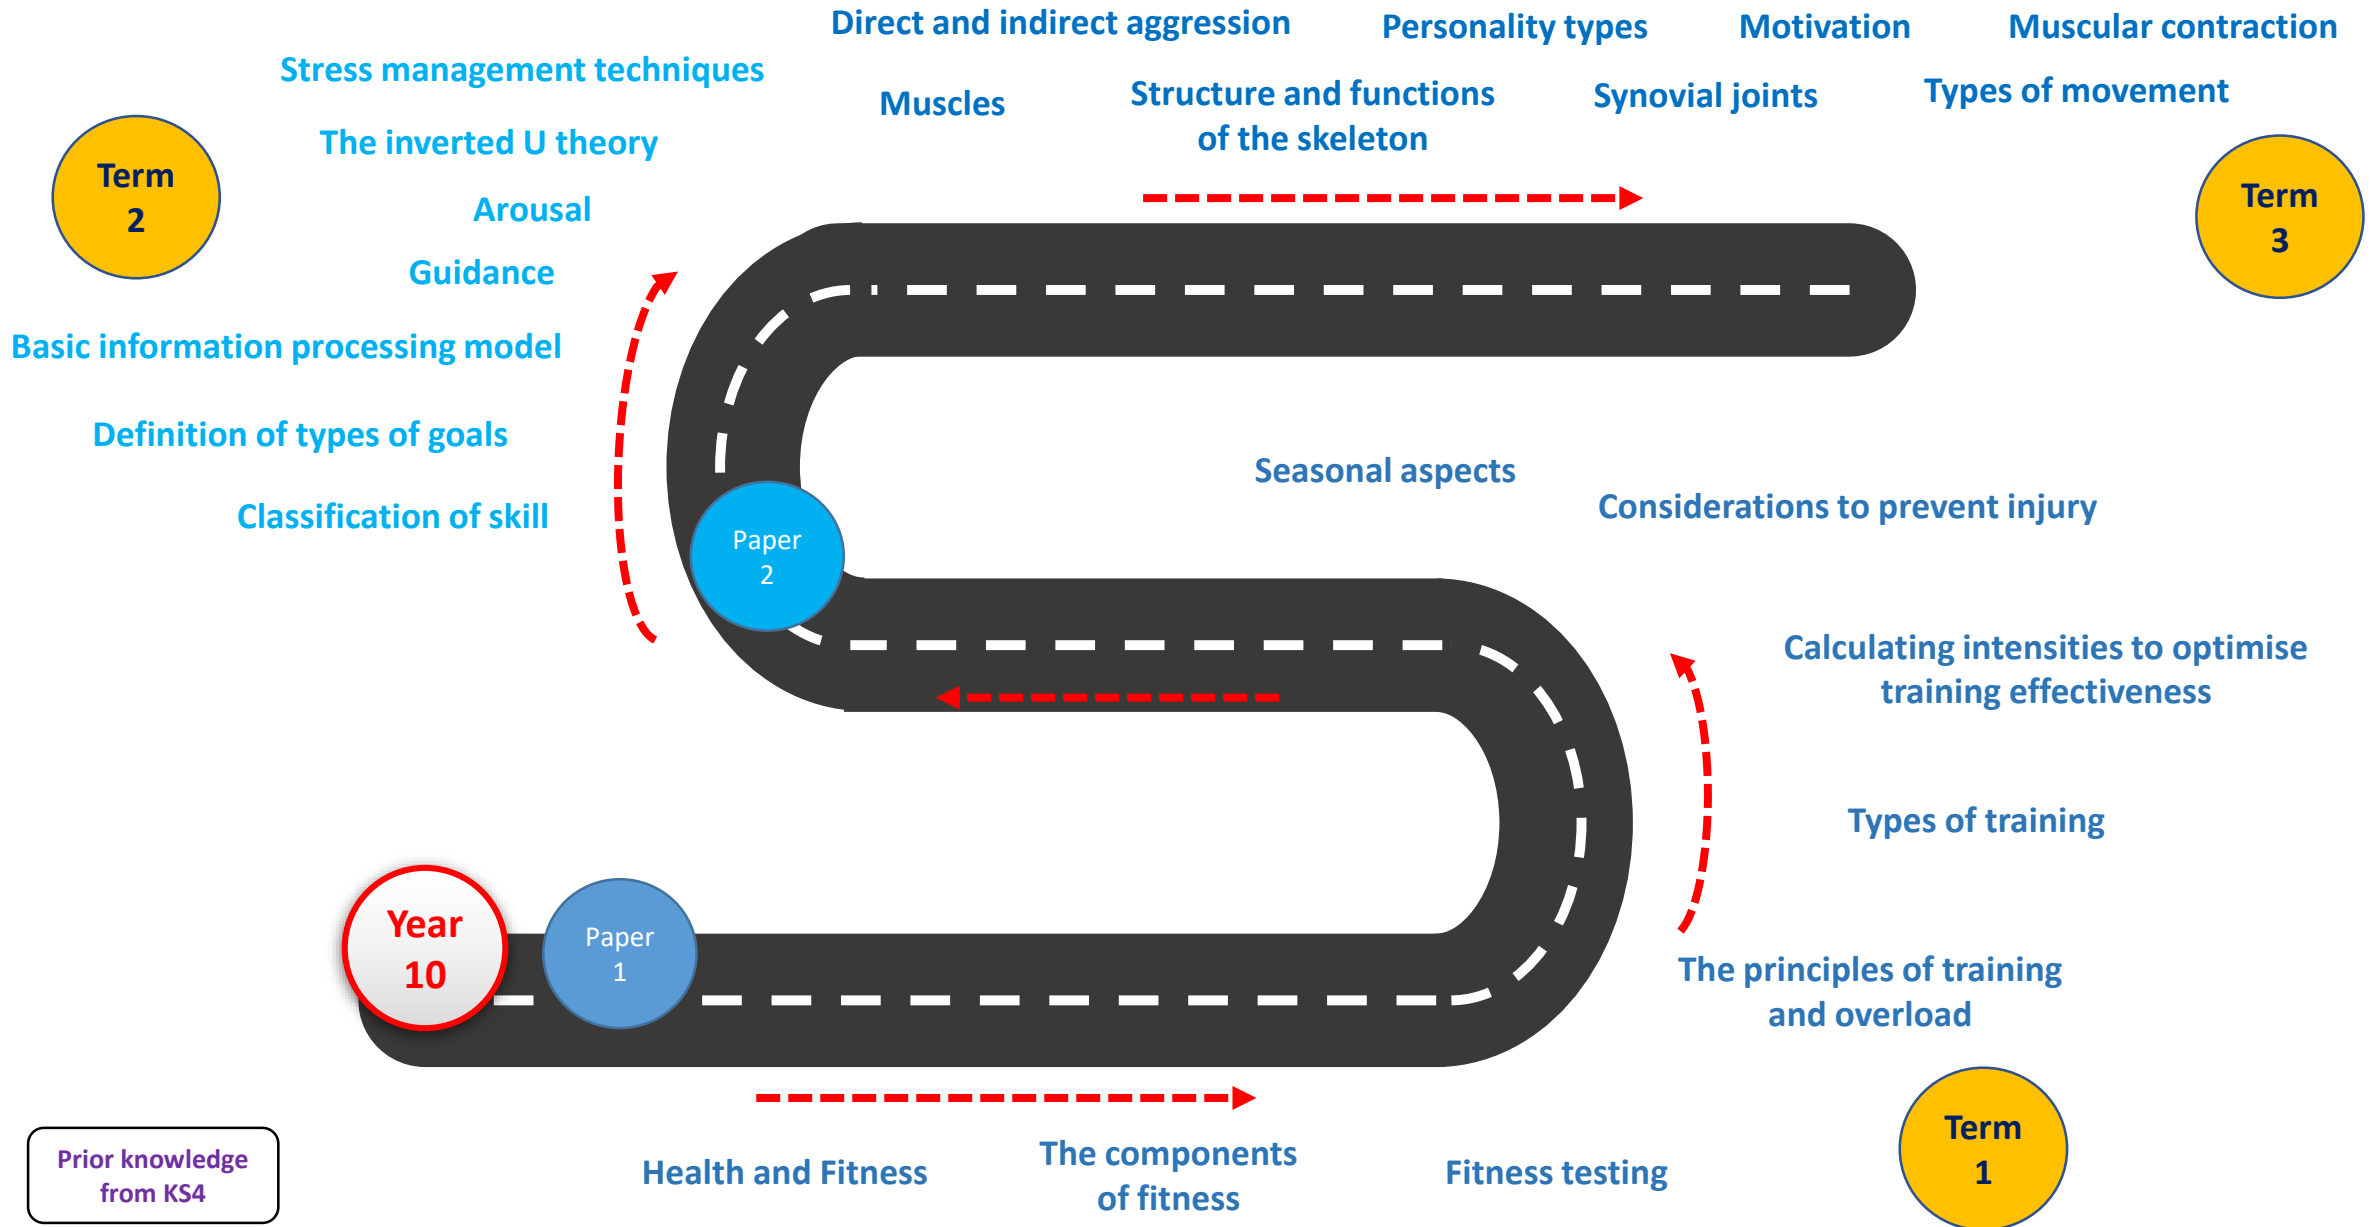 Direct and indirect aggression
Personality types
Motivation
Muscular contraction
Stress management techniques
Muscles
Structure and functions
of the skeleton
Synovial joints
Types of movement
The inverted U theory
Term
2
Term
3
Arousal
Guidance
Basic information processing model
Definition of types of goals
Classification of skill
Seasonal aspects
Considerations to prevent injury
Paper
2
Calculating intensities to optimise
training effectiveness
Types of training
Year
10
Paper
1
The principles of training
and overload
Term
1
Prior knowledge
from KS4
Health and Fitness
The components
of fitness
Fitness testing